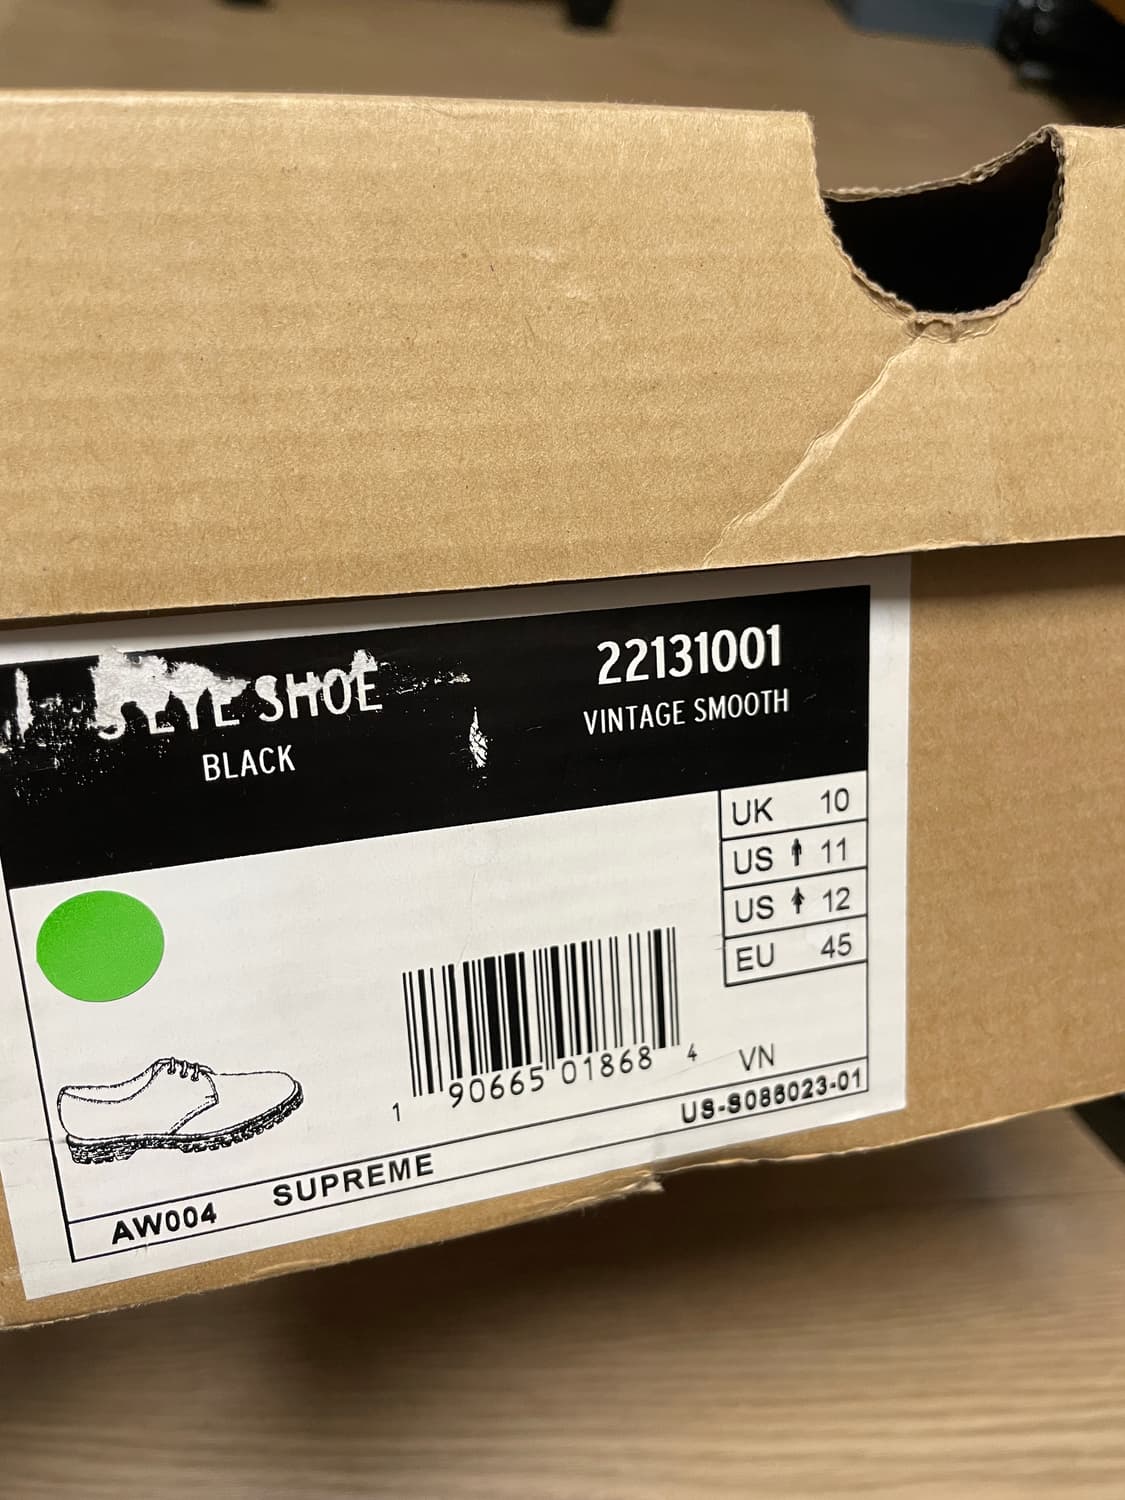 EYE SHOE
BLACK
22131001
VINTAGE SMOOTH
UK 10
US 11
US 12
EU 45
1 90665 01868 4
VN
US-S086023-01
AW004 SUPREME